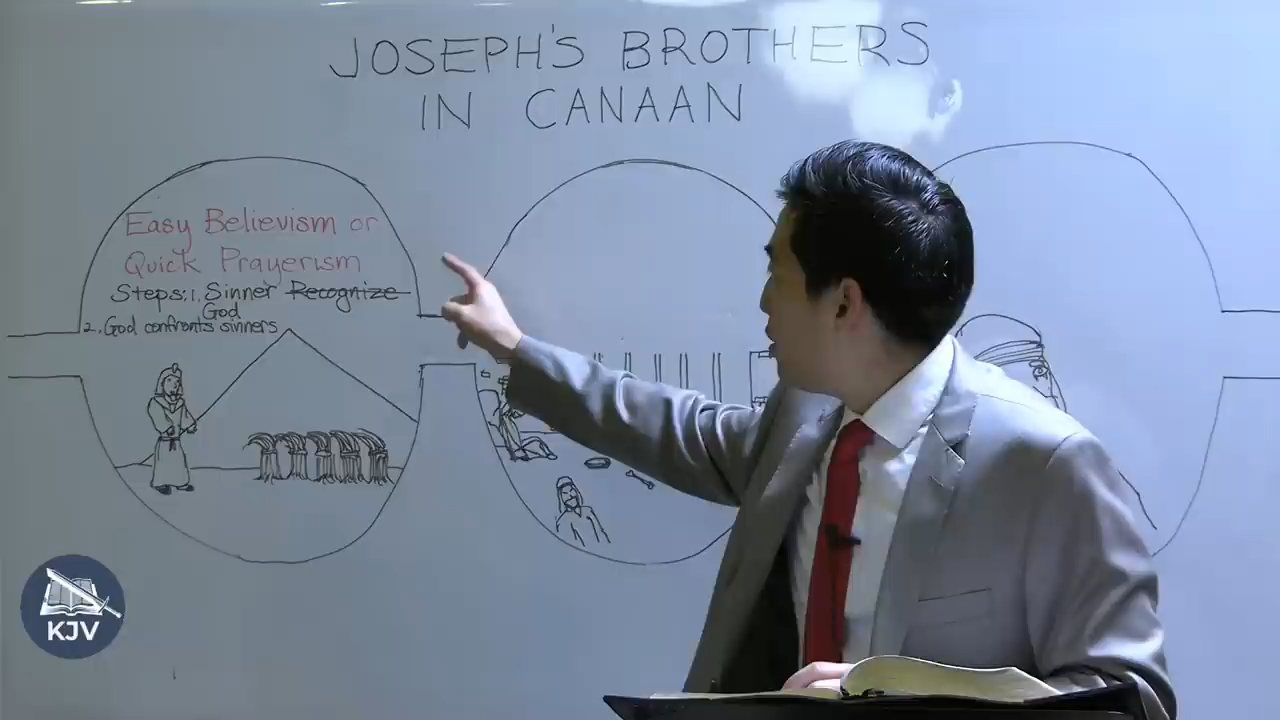 JOSEPH'S BROTHERS
IN CANAAN
Easy Believism or
Quick Prayerism
Steps: 1. Sinner Recognize
God
2. God confronts sinners
KJV